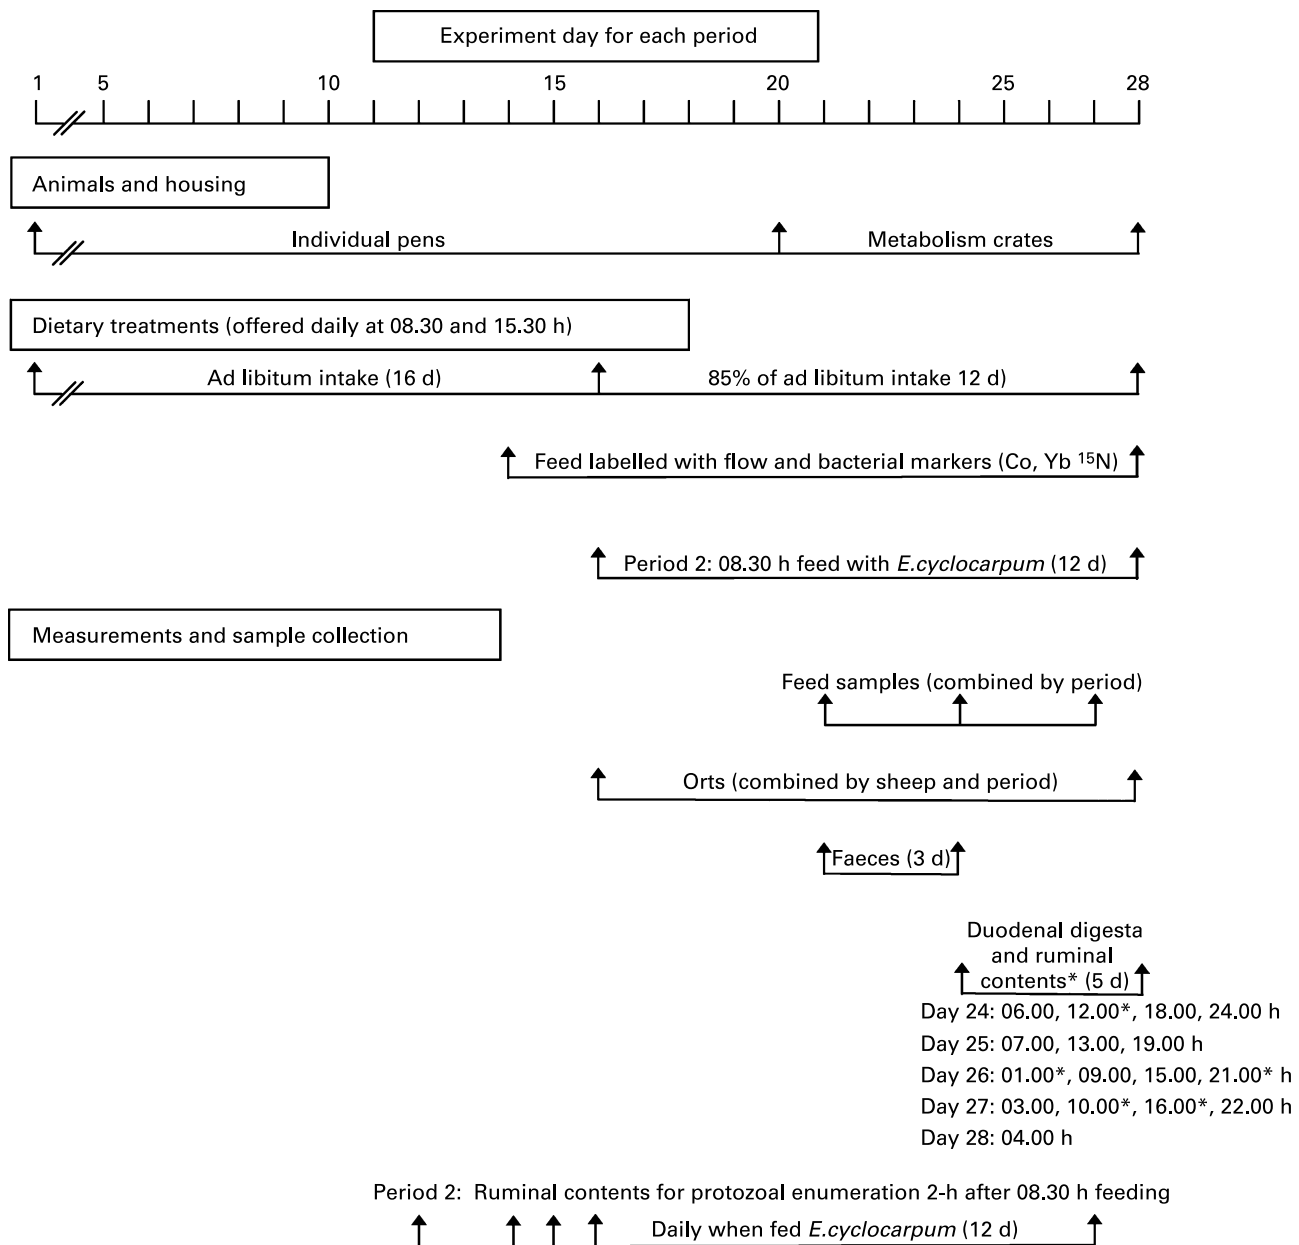 Experiment day for each period
1 5 10 15 20 25 28
Animals and housing
Individual pens Metabolism crates
Dietary treatments (offered daily at 08.30 and 15.30 h)
Ad libitum intake (16 d) 85% of ad libitum intake 12 d)
Feed labelled with flow and bacterial markers (Co, Yb ¹⁵N)
Period 2: 08.30 h feed with E.cyclocarpum (12 d)
Measurements and sample collection
Feed samples (combined by period)
Orts (combined by sheep and period)
Faeces (3 d)
Duodenal digesta
and ruminal
contents* (5 d)
Day 24: 06.00, 12.00*, 18.00, 24.00 h
Day 25: 07.00, 13.00, 19.00 h
Day 26: 01.00*, 09.00, 15.00, 21.00* h
Day 27: 03.00, 10.00*, 16.00*, 22.00 h
Day 28: 04.00 h
Period 2: Ruminal contents for protozoal enumeration 2-h after 08.30 h feeding
Daily when fed E.cyclocarpum (12 d)